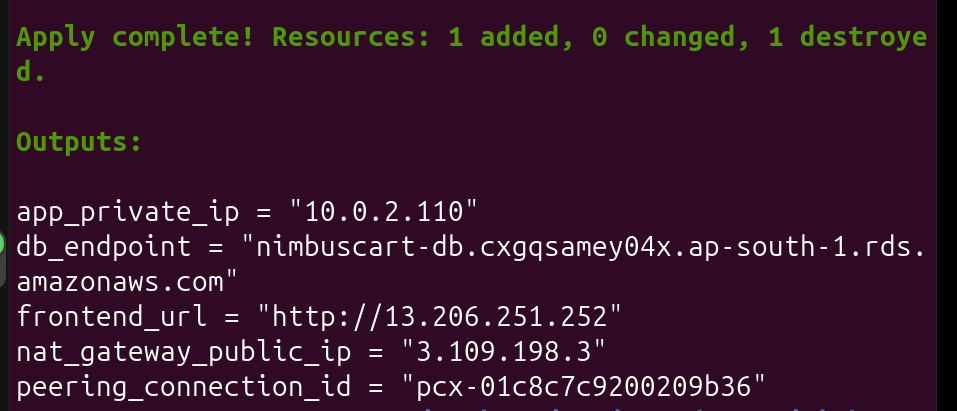 Apply complete! Resources: 1 added, 0 changed, 1 destroye
d.
Outputs:
app_private_ip = "10.0.2.110"
db_endpoint = "nimbuscart-db.cxgqsamey04x.ap-south-1.rds.
amazonaws.com"
frontend_url = "http://13.206.251.252"
nat_gateway_public_ip = "3.109.198.3"
peering_connection_id = "pcx-01c8c7c9200209b36"